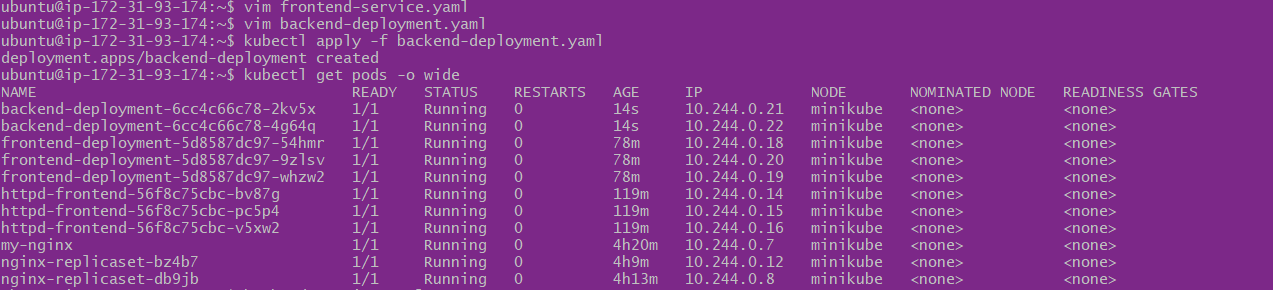 ubuntu@ip-172-31-93-174:~$ vim frontend-service.yaml
ubuntu@ip-172-31-93-174:~$ vim backend-deployment.yaml
ubuntu@ip-172-31-93-174:~$ kubectl apply -f backend-deployment.yaml
deployment.apps/backend-deployment created
ubuntu@ip-172-31-93-174:~$ kubectl get pods -o wide
NAME READY STATUS RESTARTS AGE IP NODE NOMINATED NODE READINESS GATES
backend-deployment-6cc4c66c78-2kv5x 1/1 Running 0 14s 10.244.0.21 minikube <none> <none>
backend-deployment-6cc4c66c78-4g64q 1/1 Running 0 14s 10.244.0.22 minikube <none> <none>
frontend-deployment-5d8587dc97-54hmr 1/1 Running 0 78m 10.244.0.18 minikube <none> <none>
frontend-deployment-5d8587dc97-9zlsv 1/1 Running 0 78m 10.244.0.20 minikube <none> <none>
frontend-deployment-5d8587dc97-whzw2 1/1 Running 0 78m 10.244.0.19 minikube <none> <none>
httpd-frontend-56f8c75cbc-bv87g 1/1 Running 0 119m 10.244.0.14 minikube <none> <none>
httpd-frontend-56f8c75cbc-pc5p4 1/1 Running 0 119m 10.244.0.15 minikube <none> <none>
httpd-frontend-56f8c75cbc-v5xw2 1/1 Running 0 119m 10.244.0.16 minikube <none> <none>
my-nginx 1/1 Running 0 4h20m 10.244.0.7 minikube <none> <none>
nginx-replicaset-bz4b7 1/1 Running 0 4h9m 10.244.0.12 minikube <none> <none>
nginx-replicaset-db9jb 1/1 Running 0 4h13m 10.244.0.8 minikube <none> <none>